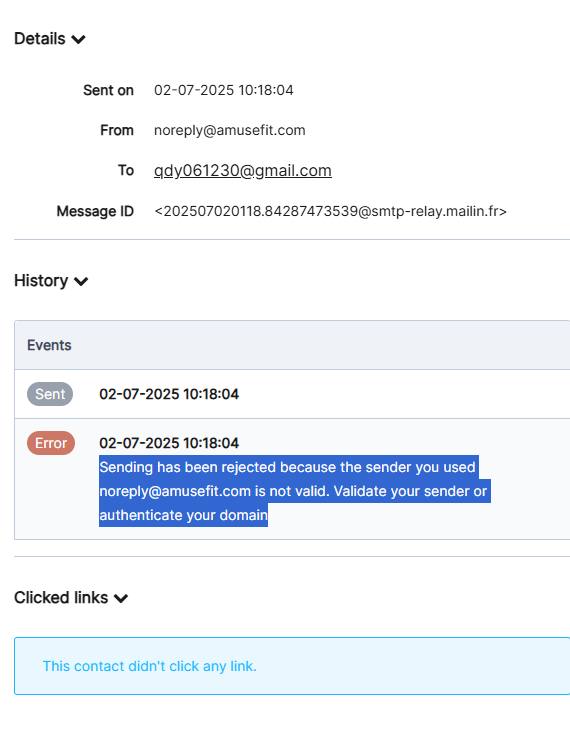 Details
Sent on 02-07-2025 10:18:04
From noreply@amusefit.com
To qdy061230@gmail.com
Message ID <202507020118.84287473539@smtp-relay.mailin.fr>
History
Events
Sent 02-07-2025 10:18:04
Error 02-07-2025 10:18:04
Sending has been rejected because the sender you used
noreply@amusefit.com is not valid. Validate your sender or
authenticate your domain
Clicked links
This contact didn't click any link.